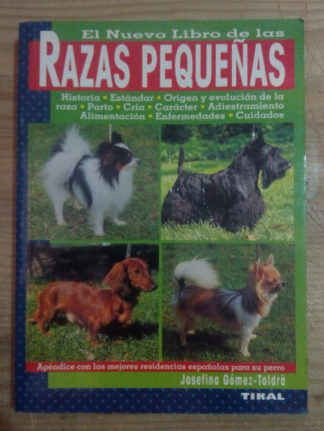 El Nuevo Libro de las
RAZAS PEQUEÑAS
Historia • Estándar • Origen y evolución de la
raza • Parto • Cría • Carácter • Adiestramiento
Alimentación • Enfermedades • Cuidados
Apéndice con las mejores residencias españolas para su perro
Josefina Gómez-Toldrà
TIKAL